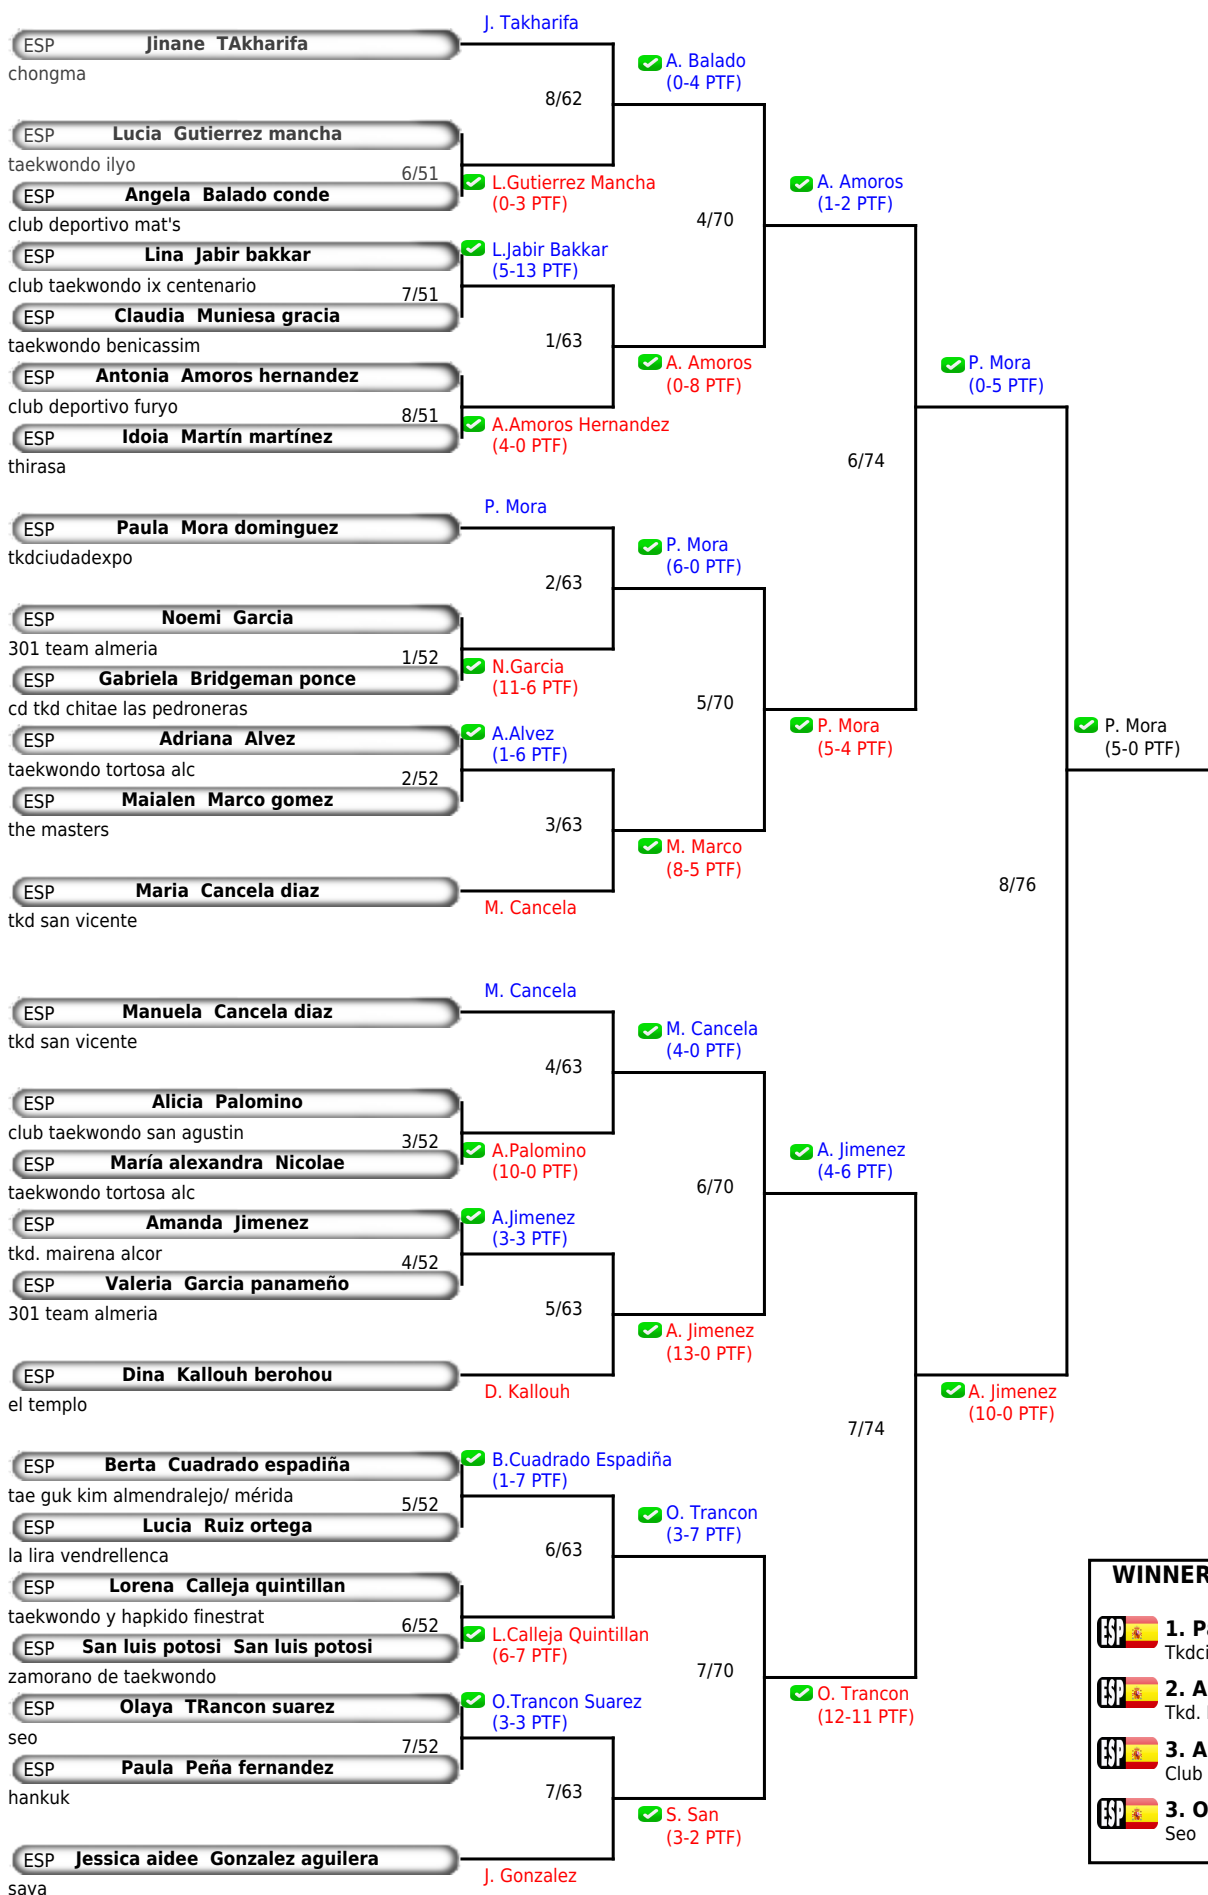 J. Takharifa
ESP Jinane TAkharifa
chongma
A. Balado
(0-4 PTF)
8/62
ESP Lucia Gutierrez mancha
taekwondo ilyo
6/51
L.Gutierrez Mancha
(0-3 PTF)
ESP Angela Balado conde
club deportivo mat's
A. Amoros
(1-2 PTF)
4/70
ESP Lina Jabir bakkar
L.Jabir Bakkar
(5-13 PTF)
club taekwondo ix centenario
7/51
ESP Claudia Muniesa gracia
taekwondo benicassim
1/63
A. Amoros
(0-8 PTF)
P. Mora
(0-5 PTF)
ESP Antonia Amoros hernandez
club deportivo furyo
8/51
A.Amoros Hernandez
(4-0 PTF)
ESP Idoia Martín martínez
thirasa
6/74
P. Mora
ESP Paula Mora dominguez
tkdciudadexpo
P. Mora
(6-0 PTF)
2/63
ESP Noemi Garcia
301 team almeria
1/52
N.Garcia
(11-6 PTF)
ESP Gabriela Bridgeman ponce
cd tkd chitae las pedroneras
5/70
P. Mora
(5-4 PTF)
P. Mora
(5-0 PTF)
ESP Adriana Alvez
A.Alvez
(1-6 PTF)
taekwondo tortosa alc
2/52
ESP Maialen Marco gomez
the masters
3/63
M. Marco
(8-5 PTF)
8/76
ESP Maria Cancela diaz
M. Cancela
tkd san vicente
M. Cancela
ESP Manuela Cancela diaz
tkd san vicente
M. Cancela
(4-0 PTF)
4/63
ESP Alicia Palomino
club taekwondo san agustin
3/52
A.Palomino
(10-0 PTF)
ESP María alexandra Nicolae
taekwondo tortosa alc
A. Jimenez
(4-6 PTF)
6/70
ESP Amanda Jimenez
A.Jimenez
(3-3 PTF)
tkd. mairena alcor
4/52
ESP Valeria Garcia panameño
301 team almeria
5/63
A. Jimenez
(13-0 PTF)
ESP Dina Kallouh berohou
D. Kallouh
el templo
A. Jimenez
(10-0 PTF)
7/74
ESP Berta Cuadrado espadiña
B.Cuadrado Espadiña
(1-7 PTF)
tae guk kim almendralejo/ mérida
5/52
ESP Lucia Ruiz ortega
la lira vendrellenca
O. Trancon
(3-7 PTF)
6/63
ESP Lorena Calleja quintillan
taekwondo y hapkido finestrat
6/52
L.Calleja Quintillan
(6-7 PTF)
ESP San luis potosi San luis potosi
zamorano de taekwondo
7/70
O. Trancon
(12-11 PTF)
ESP Olaya TRancon suarez
O.Trancon Suarez
(3-3 PTF)
seo
7/52
ESP Paula Peña fernandez
hankuk
7/63
S. San
(3-2 PTF)
ESP Jessica aidee Gonzalez aguilera
J. Gonzalez
saya
WINNER
ESP 1. Pa
Tkdci
ESP 2. A
Tkd.
ESP 3. A
Club
ESP 3. O
Seo